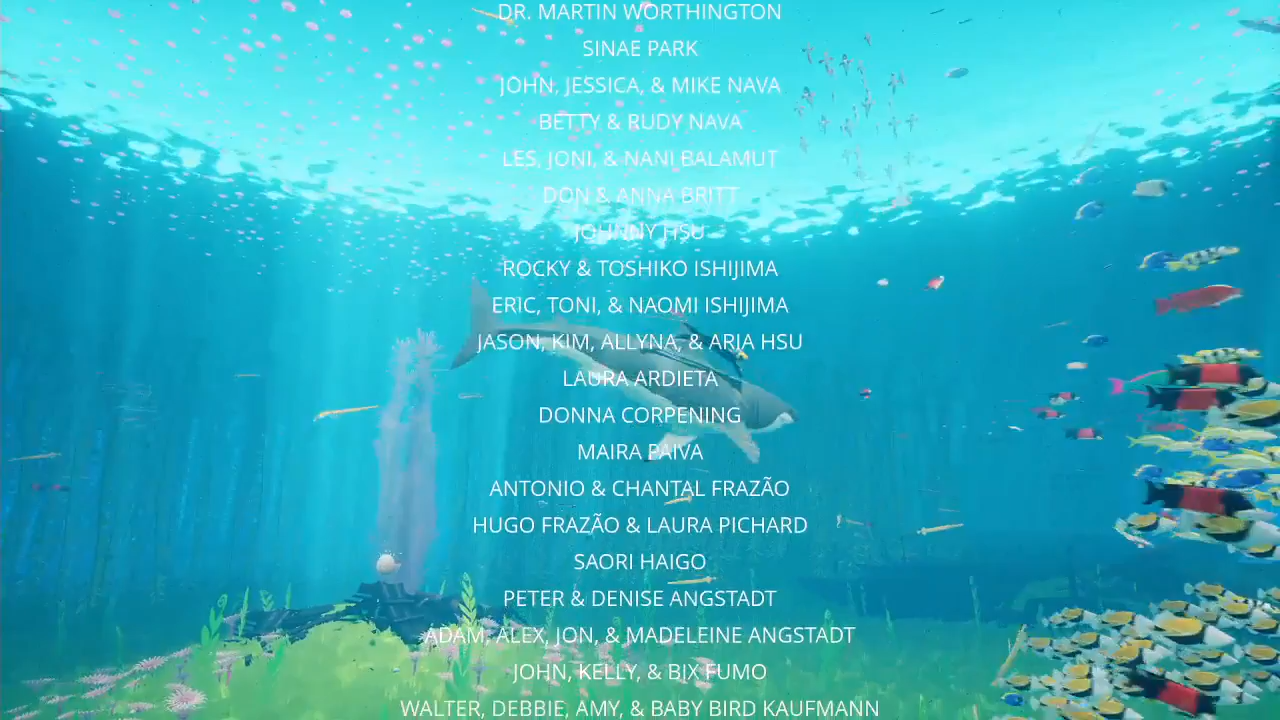 DR. MARTIN WORTHINGTON
SINAE PARK
JOHN, JESSICA, & MIKE NAVA
BETTY & RUDY NAVA
LES, JONI, & NANI BALAMUT
DON & ANNA BRITT
JOHNNY HSU
ROCKY & TOSHIKO ISHIJIMA
ERIC, TONI, & NAOMI ISHIJIMA
JASON, KIM, ALLYNA, & ARIA HSU
LAURA ARDIETA
DONNA CORPENING
MAIRA PAIVA
ANTONIO & CHANTAL FRAZÃO
HUGO FRAZÃO & LAURA PICHARD
SAORI HAIGO
PETER & DENISE ANGSTADT
ADAM, ALEX, JON, & MADELEINE ANGSTADT
JOHN, KELLY, & BIX FUMO
WALTER, DEBBIE, AMY, & BABY BIRD KAUFMANN